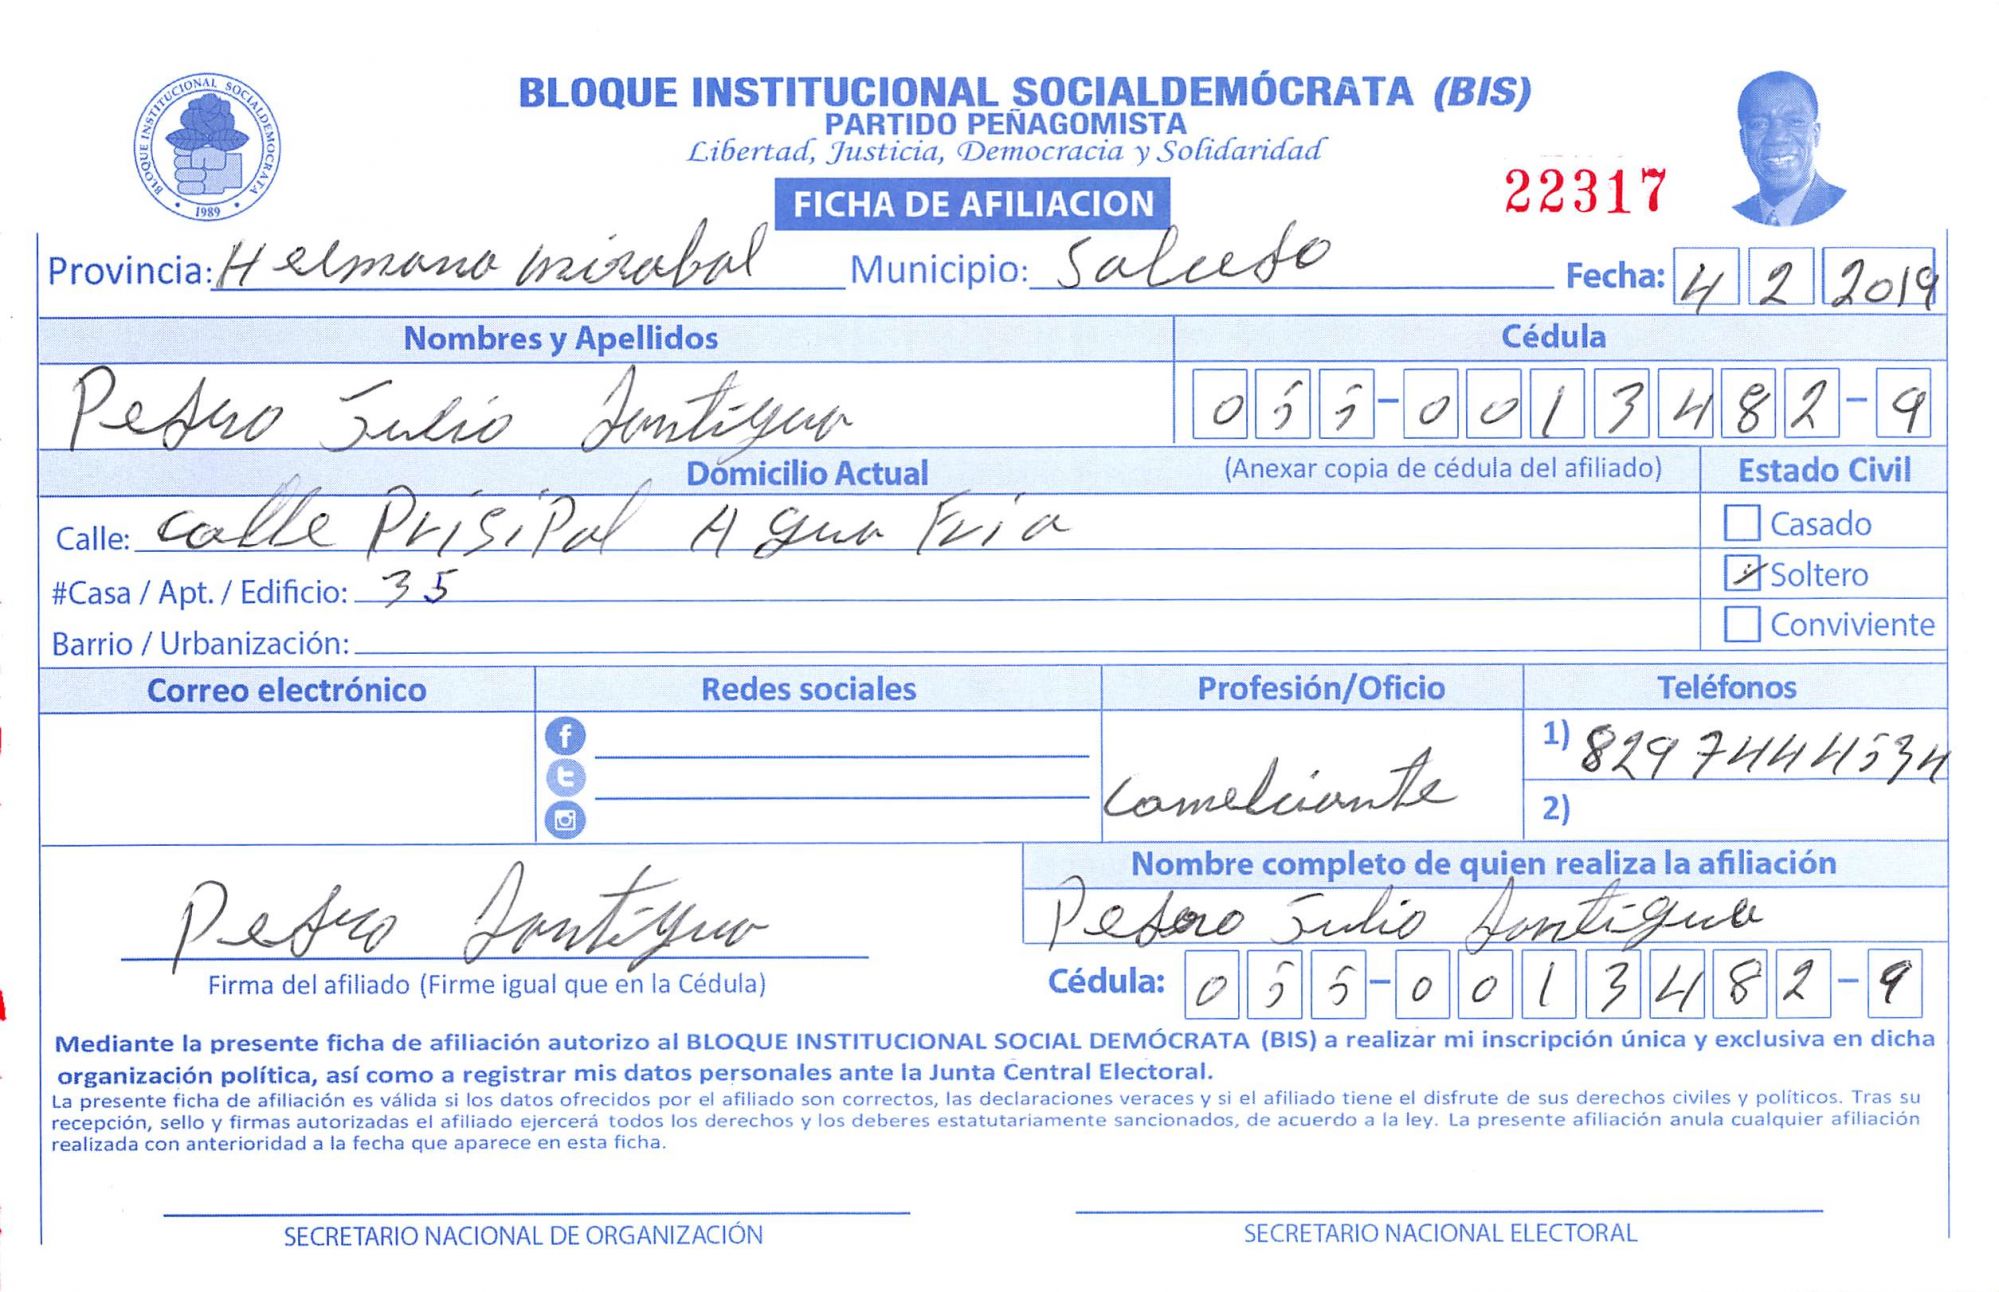 BLOQUE INSTITUCIONAL SOCIALDEMOCRATA
1989
BLOQUE INSTITUCIONAL SOCIALDEMÓCRATA (BIS)
PARTIDO PEÑAGOMISTA
Libertad, Justicia, Democracia y Solidaridad
FICHA DE AFILIACION
22317
Provincia: Helmana mirabal Municipio: Salcedo Fecha: 4 2 2019
Nombres y Apellidos Cédula
Pedro Julio Santigua 055-0013482-9
Domicilio Actual (Anexar copia de cédula del afiliado) Estado Civil
Calle: calle Prisipal Agua Fria Casado
#Casa / Apt. / Edificio: 35 Soltero
Barrio / Urbanización: Conviviente
Correo electrónico Redes sociales Profesión/Oficio Teléfonos
1) 8297444534
Comelciante
2)
Nombre completo de quien realiza la afiliación
Pedro Santigua Pedro Julio Santigua
Firma del afiliado (Firme igual que en la Cédula) Cédula: 055-0013482-9
Mediante la presente ficha de afiliación autorizo al BLOQUE INSTITUCIONAL SOCIAL DEMÓCRATA (BIS) a realizar mi inscripción única y exclusiva en dicha
organización política, así como a registrar mis datos personales ante la Junta Central Electoral.
La presente ficha de afiliación es válida si los datos ofrecidos por el afiliado son correctos, las declaraciones veraces y si el afiliado tiene el disfrute de sus derechos civiles y políticos. Tras su
recepción, sello y firmas autorizadas el afiliado ejercerá todos los derechos y los deberes estatutariamente sancionados, de acuerdo a la ley. La presente afiliación anula cualquier afiliación
realizada con anterioridad a la fecha que aparece en esta ficha.
SECRETARIO NACIONAL DE ORGANIZACIÓN SECRETARIO NACIONAL ELECTORAL